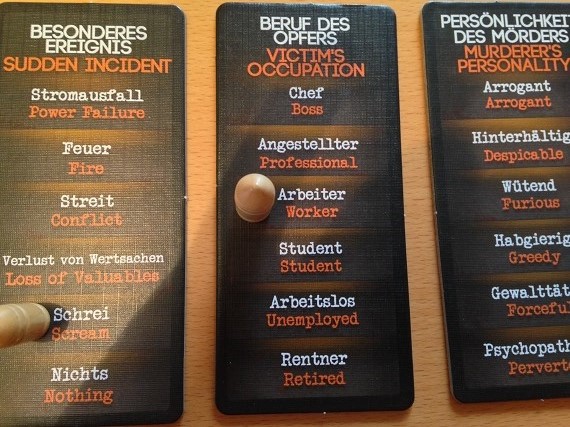 BESONDERES
EREIGNIS
SUDDEN INCIDENT
Stromausfall
Power Failure
Feuer
Fire
Streit
Conflict
Verlust von Wertsachen
Loss of Valuables
Schrei
Scream
Nichts
Nothing
BERUF DES
OPFERS
VICTIM'S
OCCUPATION
Chef
Boss
Angestellter
Professional
Arbeiter
Worker
Student
Student
Arbeitslos
Unemployed
Rentner
Retired
PERSÖNLICHKEIT
DES MÖRDERS
MURDERER'S
PERSONALITY
Arrogant
Arrogant
Hinterhältig
Despicable
Wütend
Furious
Habgierig
Greedy
Gewalttät
Forceful
Psychopath
Perverte